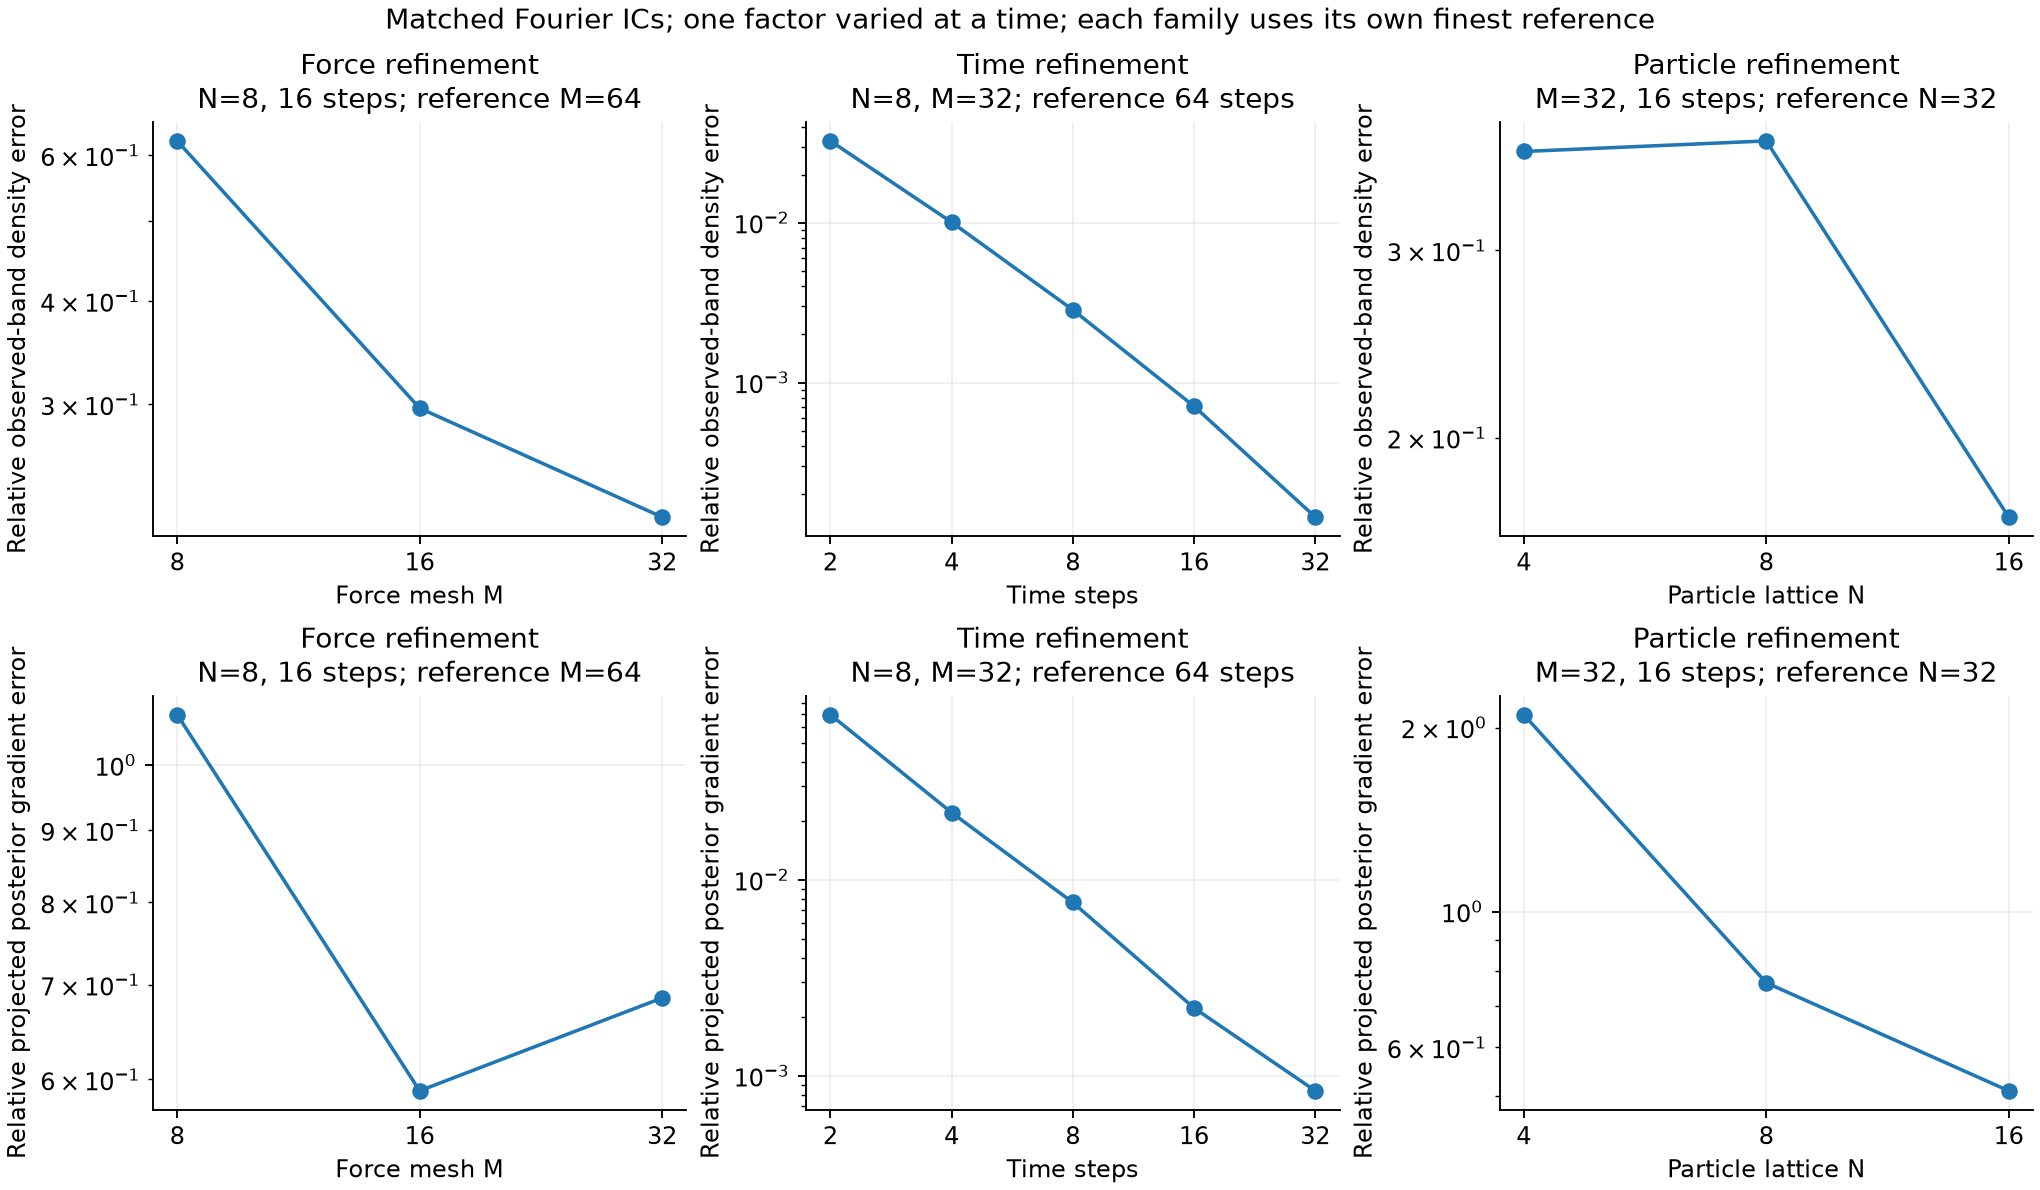 Matched Fourier ICs; one factor varied at a time; each family uses its own finest reference
Force refinement
N=8, 16 steps; reference M=64
Relative observed-band density error
6 × 10⁻¹
4 × 10⁻¹
3 × 10⁻¹
8 16 32
Force mesh M
Time refinement
N=8, M=32; reference 64 steps
Relative observed-band density error
10⁻²
10⁻³
2 4 8 16 32
Time steps
Particle refinement
M=32, 16 steps; reference N=32
Relative observed-band density error
3 × 10⁻¹
2 × 10⁻¹
4 8 16
Particle lattice N
Force refinement
N=8, 16 steps; reference M=64
Relative projected posterior gradient error
10⁰
9 × 10⁻¹
8 × 10⁻¹
7 × 10⁻¹
6 × 10⁻¹
8 16 32
Force mesh M
Time refinement
N=8, M=32; reference 64 steps
Relative projected posterior gradient error
10⁻²
10⁻³
2 4 8 16 32
Time steps
Particle refinement
M=32, 16 steps; reference N=32
Relative projected posterior gradient error
2 × 10⁰
10⁰
6 × 10⁻¹
4 8 16
Particle lattice N